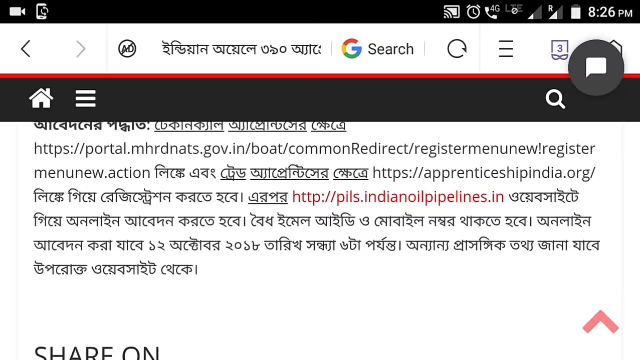 4G LTE R 8:26 PM
AD ইন্ডিয়ান অয়েলে ৩৯০ অ্যাপ্রে G Search 3
আবেদনের পদ্ধতি: টেকনিক্যাল অ্যাপ্রেন্টিসের ক্ষেত্রে
https://portal.mhrdnats.gov.in/boat/commonRedirect/registermenunew!register
menunew.action লিঙ্কে এবং ট্রেড অ্যাপ্রেন্টিসের ক্ষেত্রে https://apprenticeshipindia.org/
লিঙ্কে গিয়ে রেজিস্ট্রেশন করতে হবে। এরপর http://pils.indianoilpipelines.in ওয়েবসাইটে
গিয়ে অনলাইন আবেদন করতে হবে। বৈধ ইমেল আইডি ও মোবাইল নম্বর থাকতে হবে। অনলাইন
আবেদন করা যাবে ১২ অক্টোবর ২০১৮ তারিখ সন্ধ্যা ৬টা পর্যন্ত। অন্যান্য প্রাসঙ্গিক তথ্য জানা যাবে
উপরোক্ত ওয়েবসাইট থেকে।
SHARE ON